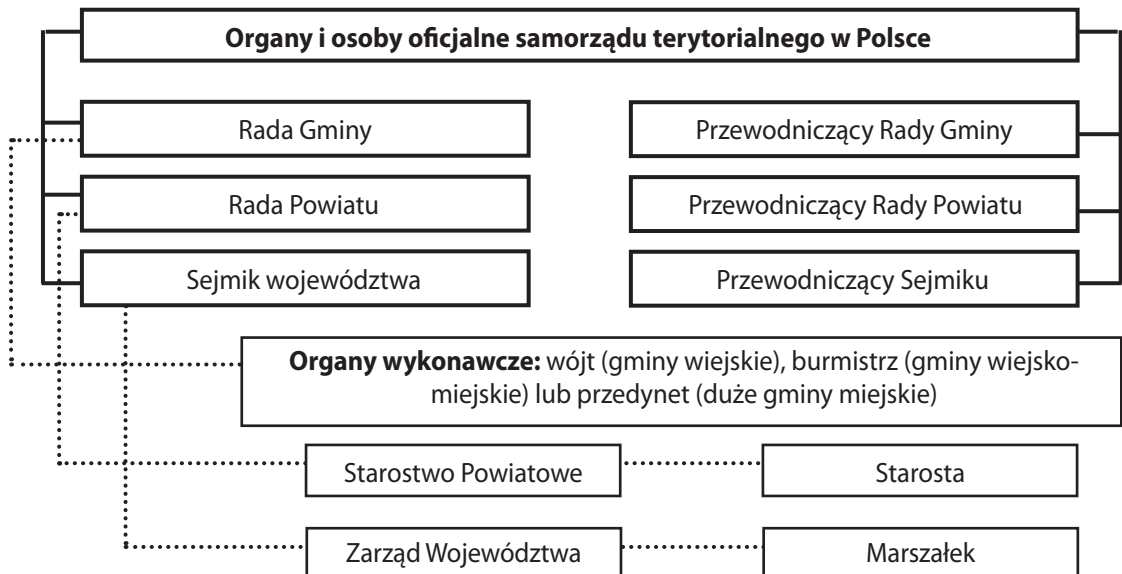 Organy i osoby oficjalne samorządu terytorialnego w Polsce
Rada Gminy
Przewodniczący Rady Gminy
Rada Powiatu
Przewodniczący Rady Powiatu
Sejmik województwa
Przewodniczący Sejmiku
Organy wykonawcze: wójt (gminy wiejskie), burmistrz (gminy wiejsko-
miejskie) lub przedynet (duże gminy miejskie)
Starostwo Powiatowe
Starosta
Zarząd Województwa
Marszałek